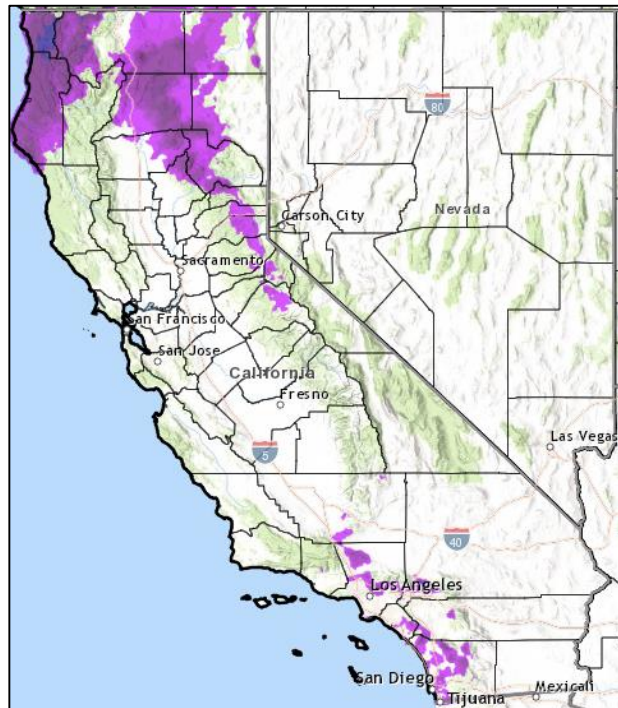 80
Nevada
Carson City
Sacramento
San Francisco
San Jose
California
Fresno
Las Vegas
5
40
Los Angeles
San Diego
Tijuana
Mexicali